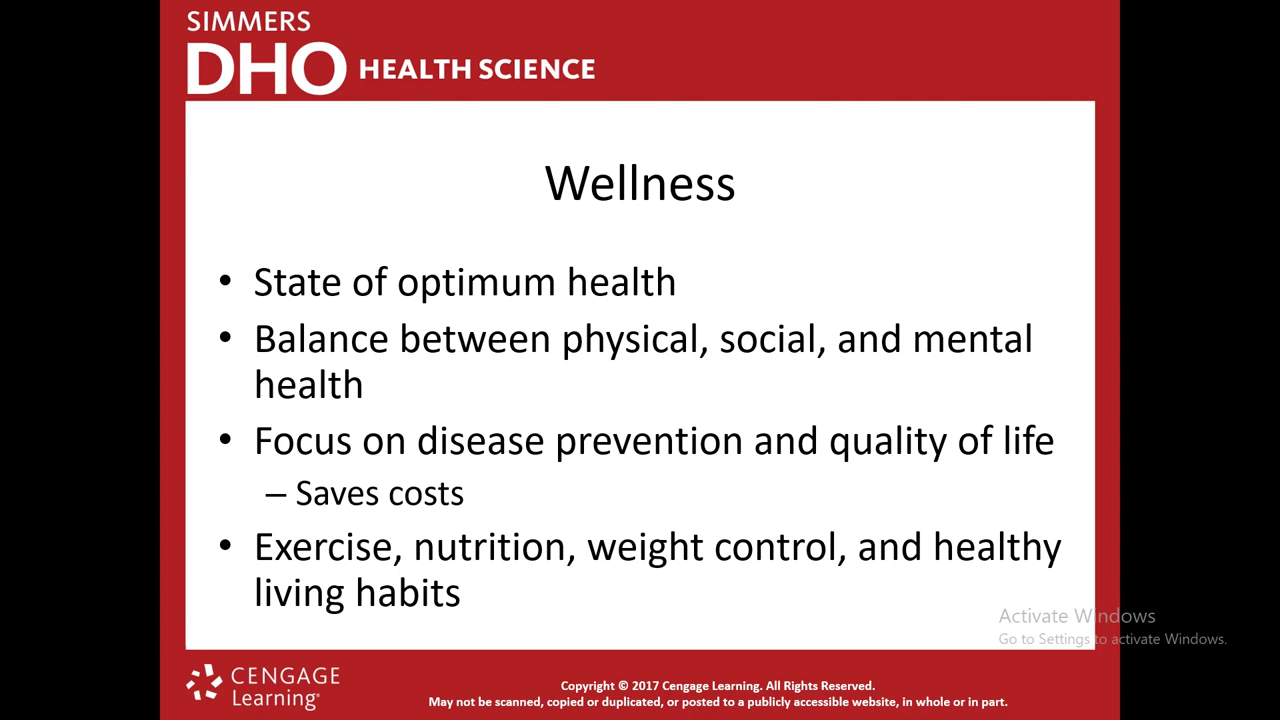 SIMMERS
DHO HEALTH SCIENCE
Wellness
• State of optimum health
• Balance between physical, social, and mental
health
• Focus on disease prevention and quality of life
– Saves costs
• Exercise, nutrition, weight control, and healthy
living habits
Activate Windows
Go to Settings to activate Windows.
CENGAGE
Learning®
Copyright © 2017 Cengage Learning. All Rights Reserved.
May not be scanned, copied or duplicated, or posted to a publicly accessible website, in whole or in part.